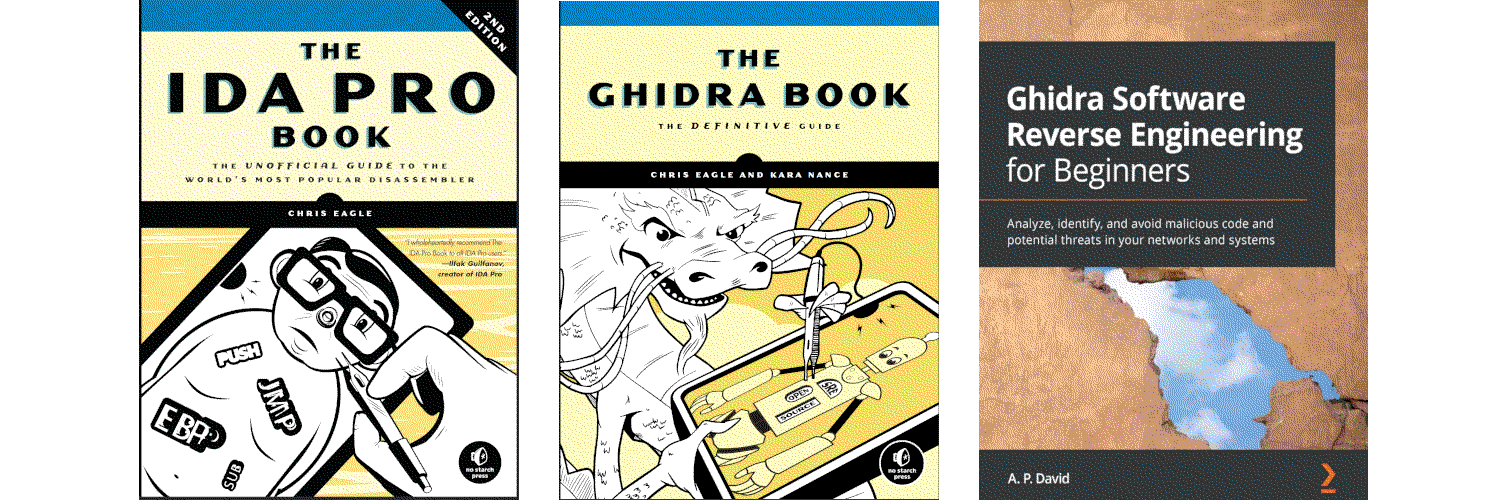 2ND
EDITION
THE
IDA PRO
BOOK
THE UNOFFICIAL GUIDE TO THE
WORLD'S MOST POPULAR DISASSEMBLER
CHRIS EAGLE
"I wholeheartedly recommend The
IDA Pro Book to all IDA Pro users."
—Ilfak Guilfanov,
creator of IDA Pro
PUSH
JMP
EBP
SUB
no starch
press
THE
GHIDRA BOOK
THE DEFINITIVE GUIDE
CHRIS EAGLE AND KARA NANCE
OPEN
SOURCE
no starch
press
Ghidra Software
Reverse Engineering
for Beginners
Analyze, identify, and avoid malicious code and
potential threats in your networks and systems
A. P. David